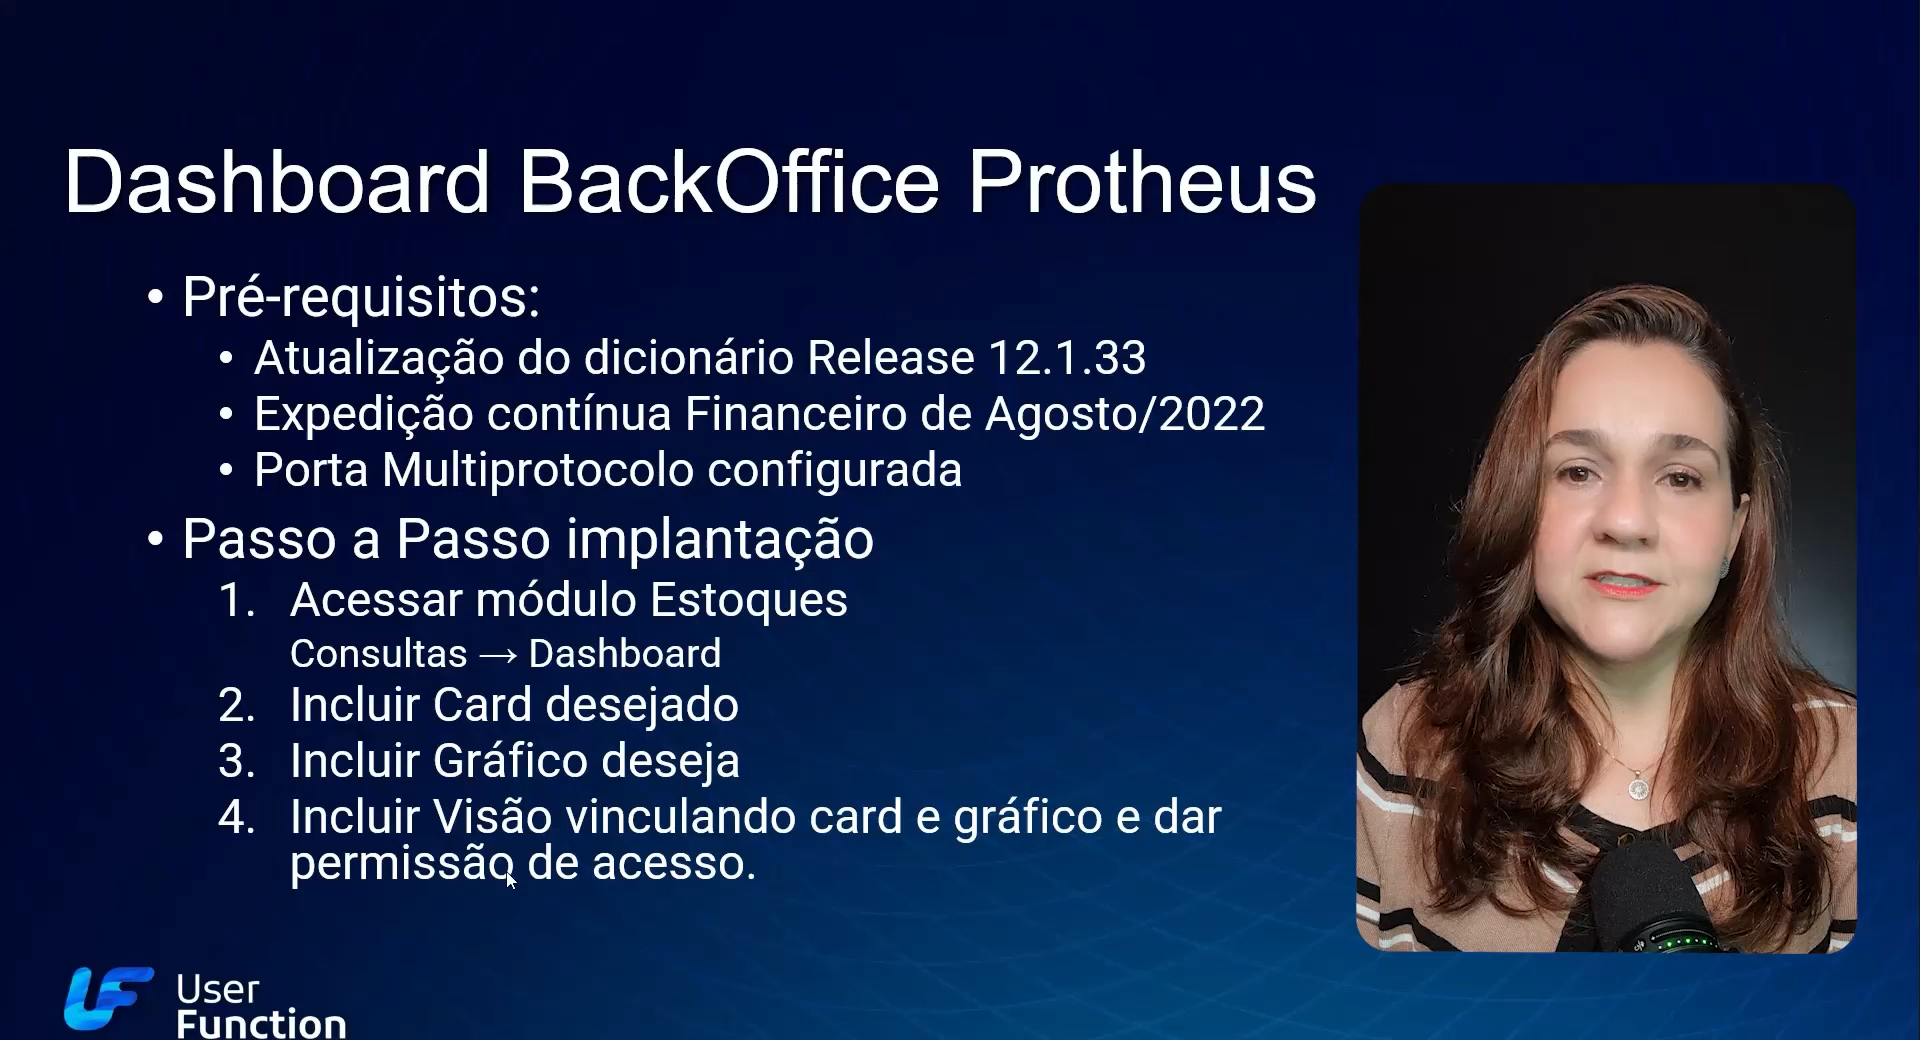 Dashboard BackOffice Protheus
• Pré-requisitos:
• Atualização do dicionário Release 12.1.33
• Expedição contínua Financeiro de Agosto/2022
• Porta Multiprotocolo configurada
• Passo a Passo implantação
1. Acessar módulo Estoques
Consultas → Dashboard
2. Incluir Card desejado
3. Incluir Gráfico deseja
4. Incluir Visão vinculando card e gráfico e dar
permissão de acesso.
UF User
Function